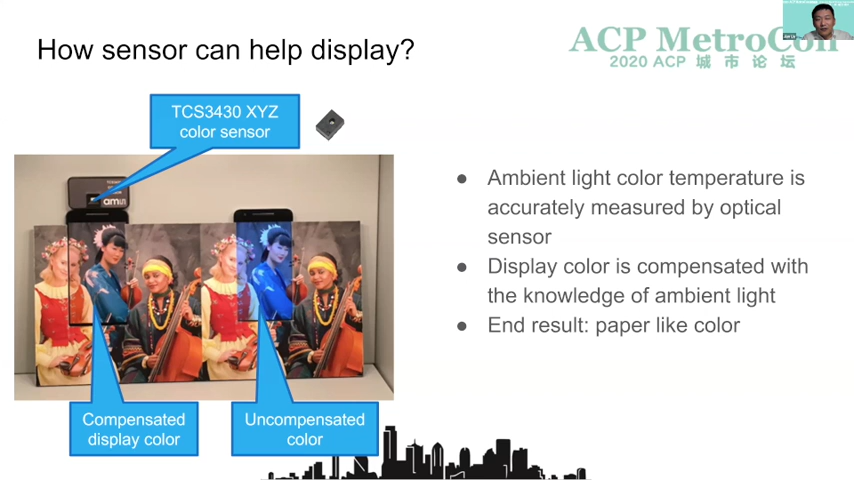 How sensor can help display?
ACP MetroCon
2020 ACP 城 市 论 坛
TCS3430 XYZ
color sensor
amu
Compensated
display color
Uncompensated
color
● Ambient light color temperature is
accurately measured by optical
sensor
● Display color is compensated with
the knowledge of ambient light
● End result: paper like color